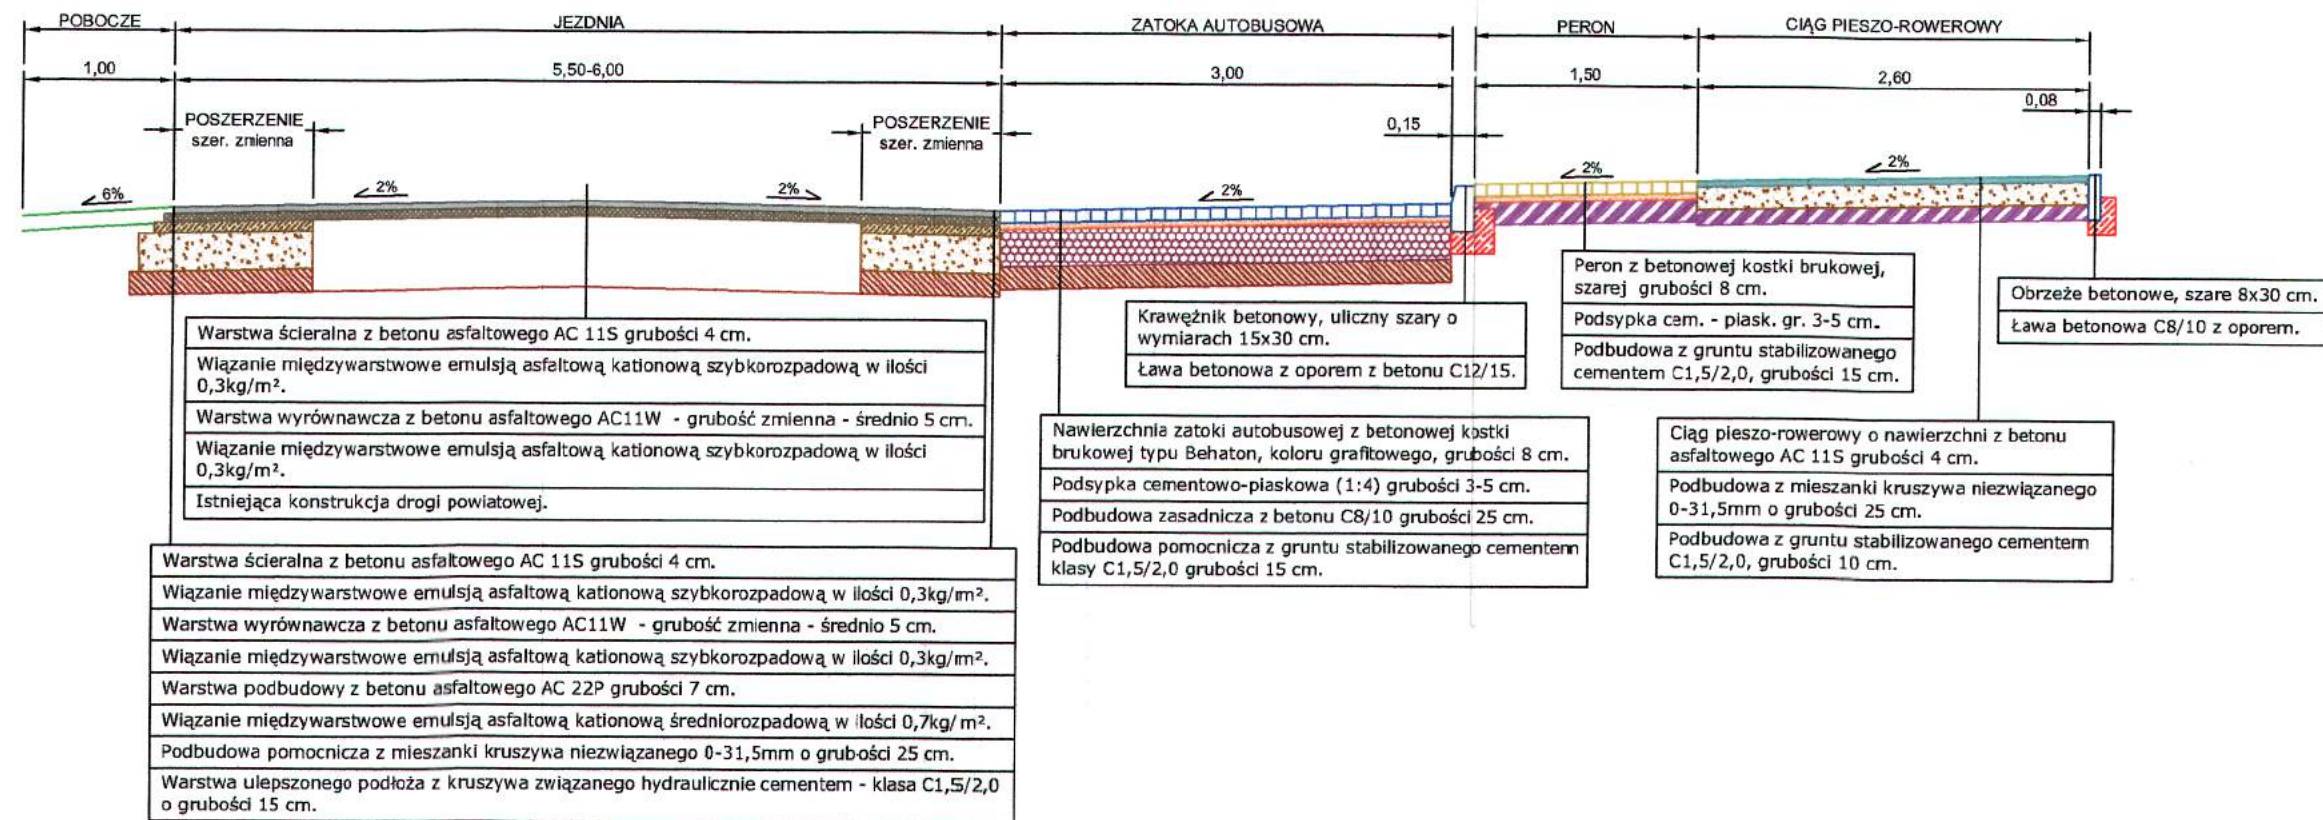 POBOCZE
JEZDNIA
ZATOKA AUTOBUSOWA
PERON
CIĄG PIESZO-ROWEROWY
1,00
5,50-6,00
3,00
1,50
2,60
0,08
POSZERZENIE
szer. zmienna
POSZERZENIE
szer. zmienna
0,15
6%
2%
2%
2%
2%
2%
Warstwa ścieralna z betonu asfaltowego AC 11S grubości 4 cm.
Wiązanie międzywarstwowe emulsją asfaltową kationową szybkorozpadową w ilości
0,3kg/m².
Warstwa wyrównawcza z betonu asfaltowego AC11W - grubość zmienna - średnio 5 cm.
Wiązanie międzywarstwowe emulsją asfaltową kationową szybkorozpadową w ilości
0,3kg/m².
Istniejąca konstrukcja drogi powiatowej.
Warstwa ścieralna z betonu asfaltowego AC 11S grubości 4 cm.
Wiązanie międzywarstwowe emulsją asfaltową kationową szybkorozpadową w ilości 0,3kg/m².
Warstwa wyrównawcza z betonu asfaltowego AC11W - grubość zmienna - średnio 5 cm.
Wiązanie międzywarstwowe emulsją asfaltową kationową szybkorozpadową w ilości 0,3kg/m².
Warstwa podbudowy z betonu asfaltowego AC 22P grubości 7 cm.
Wiązanie międzywarstwowe emulsją asfaltową kationową średniorozpadową w ilości 0,7kg/m².
Podbudowa pomocnicza z mieszanki kruszywa niezwiązanego 0-31,5mm o grubości 25 cm.
Warstwa ulepszonego podłoża z kruszywa związanego hydraulicznie cementem - klasa C1,5/2,0
o grubości 15 cm.
Krawężnik betonowy, uliczny szary o
wymiarach 15x30 cm.
Ława betonowa z oporem z betonu C12/15.
Nawierzchnia zatoki autobusowej z betonowej kostki
brukowej typu Behaton, koloru grafitowego, grubości 8 cm.
Podsypka cementowo-piaskowa (1:4) grubości 3-5 cm.
Podbudowa zasadnicza z betonu C8/10 grubości 25 cm.
Podbudowa pomocnicza z gruntu stabilizowanego cementem
klasy C1,5/2,0 grubości 15 cm.
Peron z betonowej kostki brukowej,
szarej grubości 8 cm.
Podsypka cem. - piask. gr. 3-5 cm.
Podbudowa z gruntu stabilizowanego
cementem C1,5/2,0, grubości 15 cm.
Ciąg pieszo-rowerowy o nawierzchni z betonu
asfaltowego AC 11S grubości 4 cm.
Podbudowa z mieszanki kruszywa niezwiązanego
0-31,5mm o grubości 25 cm.
Podbudowa z gruntu stabilizowanego cementem
C1,5/2,0, grubości 10 cm.
Obrzeże betonowe, szare 8x30 cm.
Ława betonowa C8/10 z oporem.